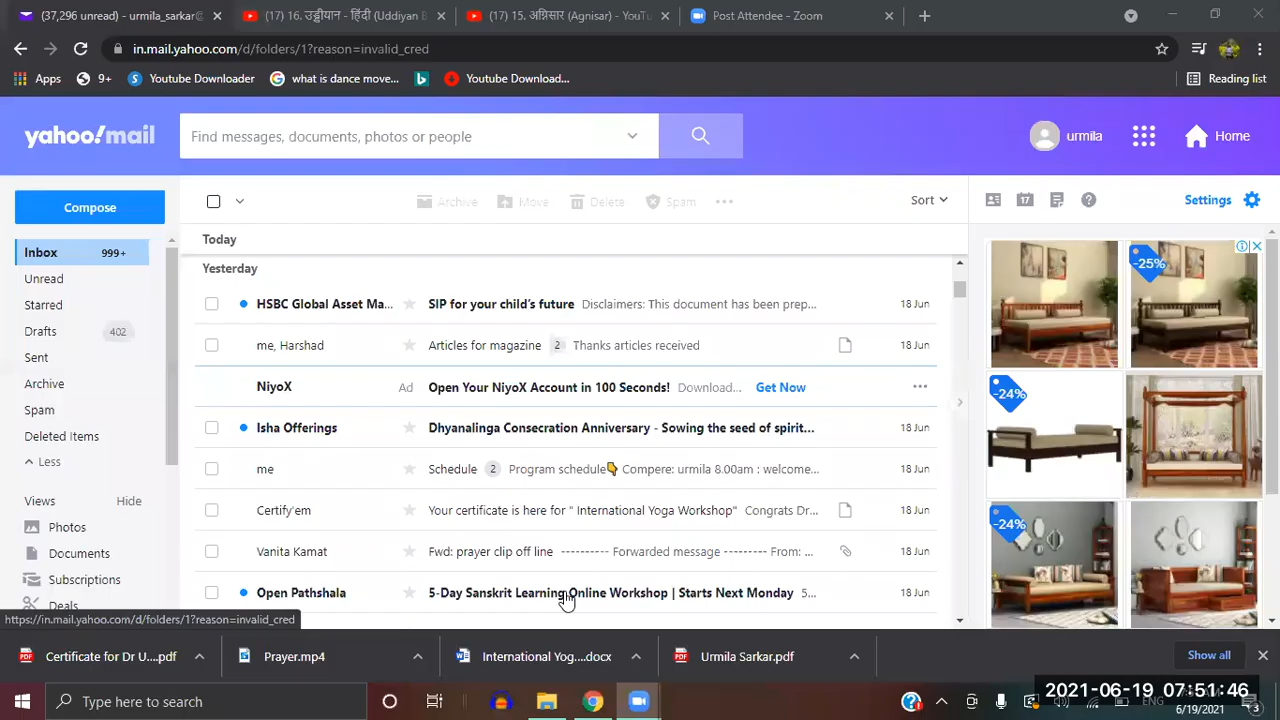 (37,296 unread) - urmila_sarkar@
(17) 16. उड्डीयान - हिंदी (Uddiyan B
(17) 15. अग्निसार (Agnisar) - YouTu
Post Attendee - Zoom
in.mail.yahoo.com/d/folders/1?reason=invalid_cred
Apps
9+
Youtube Downloader
what is dance move...
Youtube Download...
Reading list
yahoo!mail
Find messages, documents, photos or people
urmila
Home
Compose
Archive
Move
Delete
Spam
Sort
17
Settings
Inbox 999+
Unread
Starred
Drafts 402
Sent
Archive
Spam
Deleted Items
Less
Views Hide
Photos
Documents
Subscriptions
Deals
Today
Yesterday
HSBC Global Asset Ma... SIP for your child's future Disclaimers: This document has been prep... 18 Jun
me, Harshad Articles for magazine 2 Thanks articles received 18 Jun
NiyoX Ad Open Your NiyoX Account in 100 Seconds! Download... Get Now
Isha Offerings Dhyanalinga Consecration Anniversary - Sowing the seed of spirit... 18 Jun
me Schedule 2 Program schedule👇 Compere: urmila 8.00am : welcome... 18 Jun
Certify'em Your certificate is here for " International Yoga Workshop" Congrats Dr... 18 Jun
Vanita Kamat Fwd: prayer clip off line ---------- Forwarded message --------- From: ... 18 Jun
Open Pathshala 5-Day Sanskrit Learning Online Workshop | Starts Next Monday 5... 18 Jun
-25%
-24%
-24%
https://in.mail.yahoo.com/d/folders/1?reason=invalid_cred
Certificate for Dr U....pdf
Prayer.mp4
International Yog....docx
Urmila Sarkar.pdf
Show all
Type here to search
ENG
2021-06-19 07:51:46
6/19/2021
3